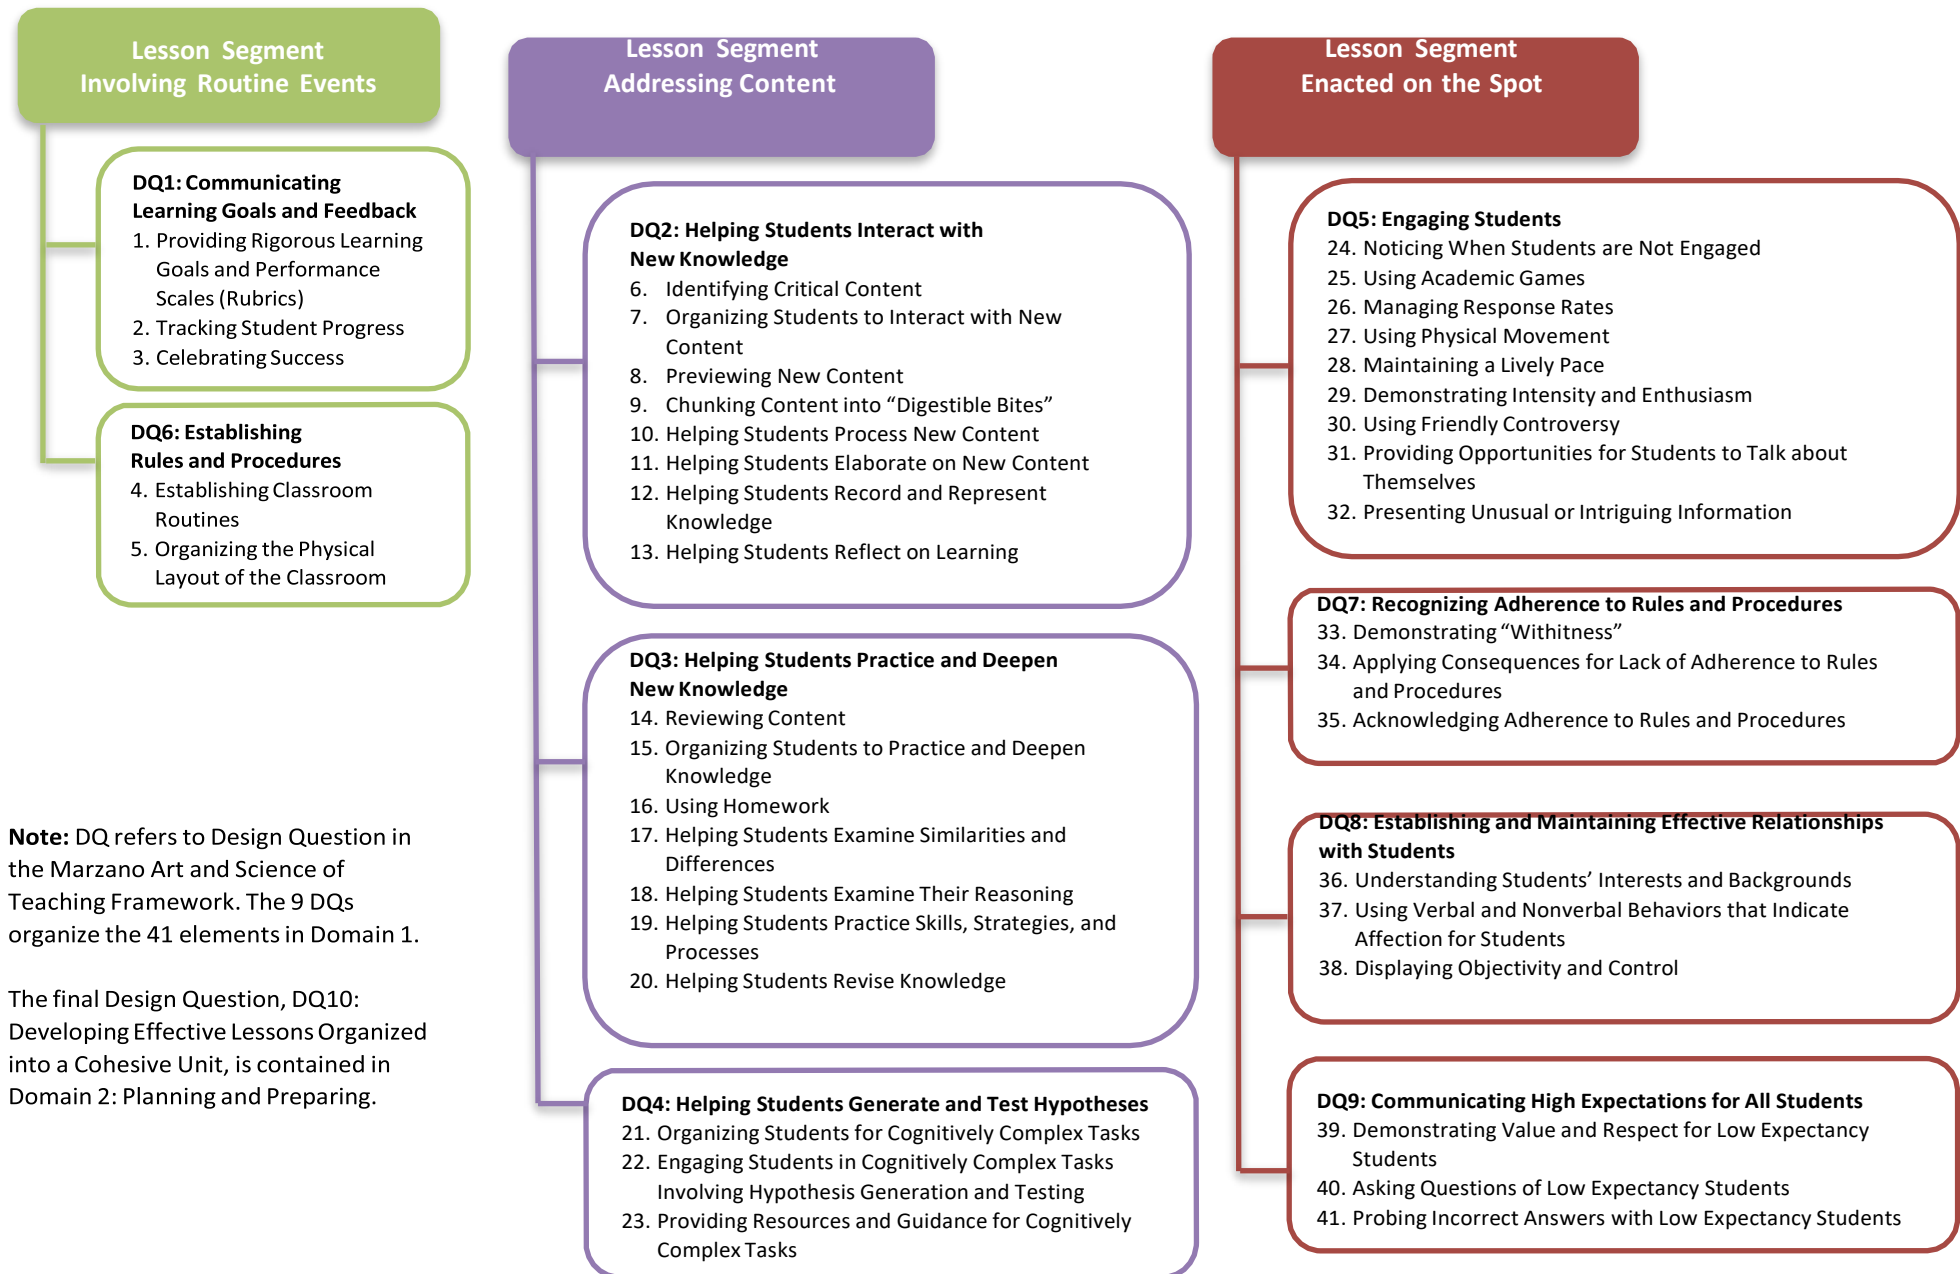 Lesson Segment
Involving Routine Events
DQ1: Communicating
Learning Goals and Feedback
1. Providing Rigorous Learning
Goals and Performance
Scales (Rubrics)
2. Tracking Student Progress
3. Celebrating Success
DQ6: Establishing
Rules and Procedures
4. Establishing Classroom
Routines
5. Organizing the Physical
Layout of the Classroom
Note: DQ refers to Design Question in
the Marzano Art and Science of
Teaching Framework. The 9 DQs
organize the 41 elements in Domain 1.
The final Design Question, DQ10:
Developing Effective Lessons Organized
into a Cohesive Unit, is contained in
Domain 2: Planning and Preparing.
Lesson Segment
Addressing Content
DQ2: Helping Students Interact with
New Knowledge
6. Identifying Critical Content
7. Organizing Students to Interact with New
Content
8. Previewing New Content
9. Chunking Content into “Digestible Bites”
10. Helping Students Process New Content
11. Helping Students Elaborate on New Content
12. Helping Students Record and Represent
Knowledge
13. Helping Students Reflect on Learning
DQ3: Helping Students Practice and Deepen
New Knowledge
14. Reviewing Content
15. Organizing Students to Practice and Deepen
Knowledge
16. Using Homework
17. Helping Students Examine Similarities and
Differences
18. Helping Students Examine Their Reasoning
19. Helping Students Practice Skills, Strategies, and
Processes
20. Helping Students Revise Knowledge
DQ4: Helping Students Generate and Test Hypotheses
21. Organizing Students for Cognitively Complex Tasks
22. Engaging Students in Cognitively Complex Tasks
Involving Hypothesis Generation and Testing
23. Providing Resources and Guidance for Cognitively
Complex Tasks
Lesson Segment
Enacted on the Spot
DQ5: Engaging Students
24. Noticing When Students are Not Engaged
25. Using Academic Games
26. Managing Response Rates
27. Using Physical Movement
28. Maintaining a Lively Pace
29. Demonstrating Intensity and Enthusiasm
30. Using Friendly Controversy
31. Providing Opportunities for Students to Talk about
Themselves
32. Presenting Unusual or Intriguing Information
DQ7: Recognizing Adherence to Rules and Procedures
33. Demonstrating “Withitness”
34. Applying Consequences for Lack of Adherence to Rules
and Procedures
35. Acknowledging Adherence to Rules and Procedures
DQ8: Establishing and Maintaining Effective Relationships
with Students
36. Understanding Students’ Interests and Backgrounds
37. Using Verbal and Nonverbal Behaviors that Indicate
Affection for Students
38. Displaying Objectivity and Control
DQ9: Communicating High Expectations for All Students
39. Demonstrating Value and Respect for Low Expectancy
Students
40. Asking Questions of Low Expectancy Students
41. Probing Incorrect Answers with Low Expectancy Students